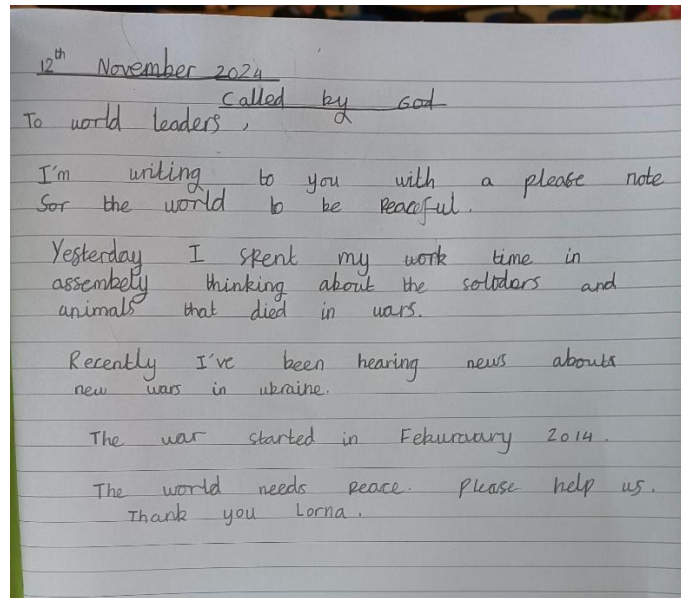 12th November 2024
Called by God
To world leaders,
I'm writing to you with a please note
for the world to be peaceful.
Yesterday I spent my work time in
assembely thinking about the soltdors and
animals that died in wars.
Recently I've been hearing news abouts
new wars in ukraine.
The war started in Feburuary 2014.
The world needs peace. Please help us.
Thank you Lorna.